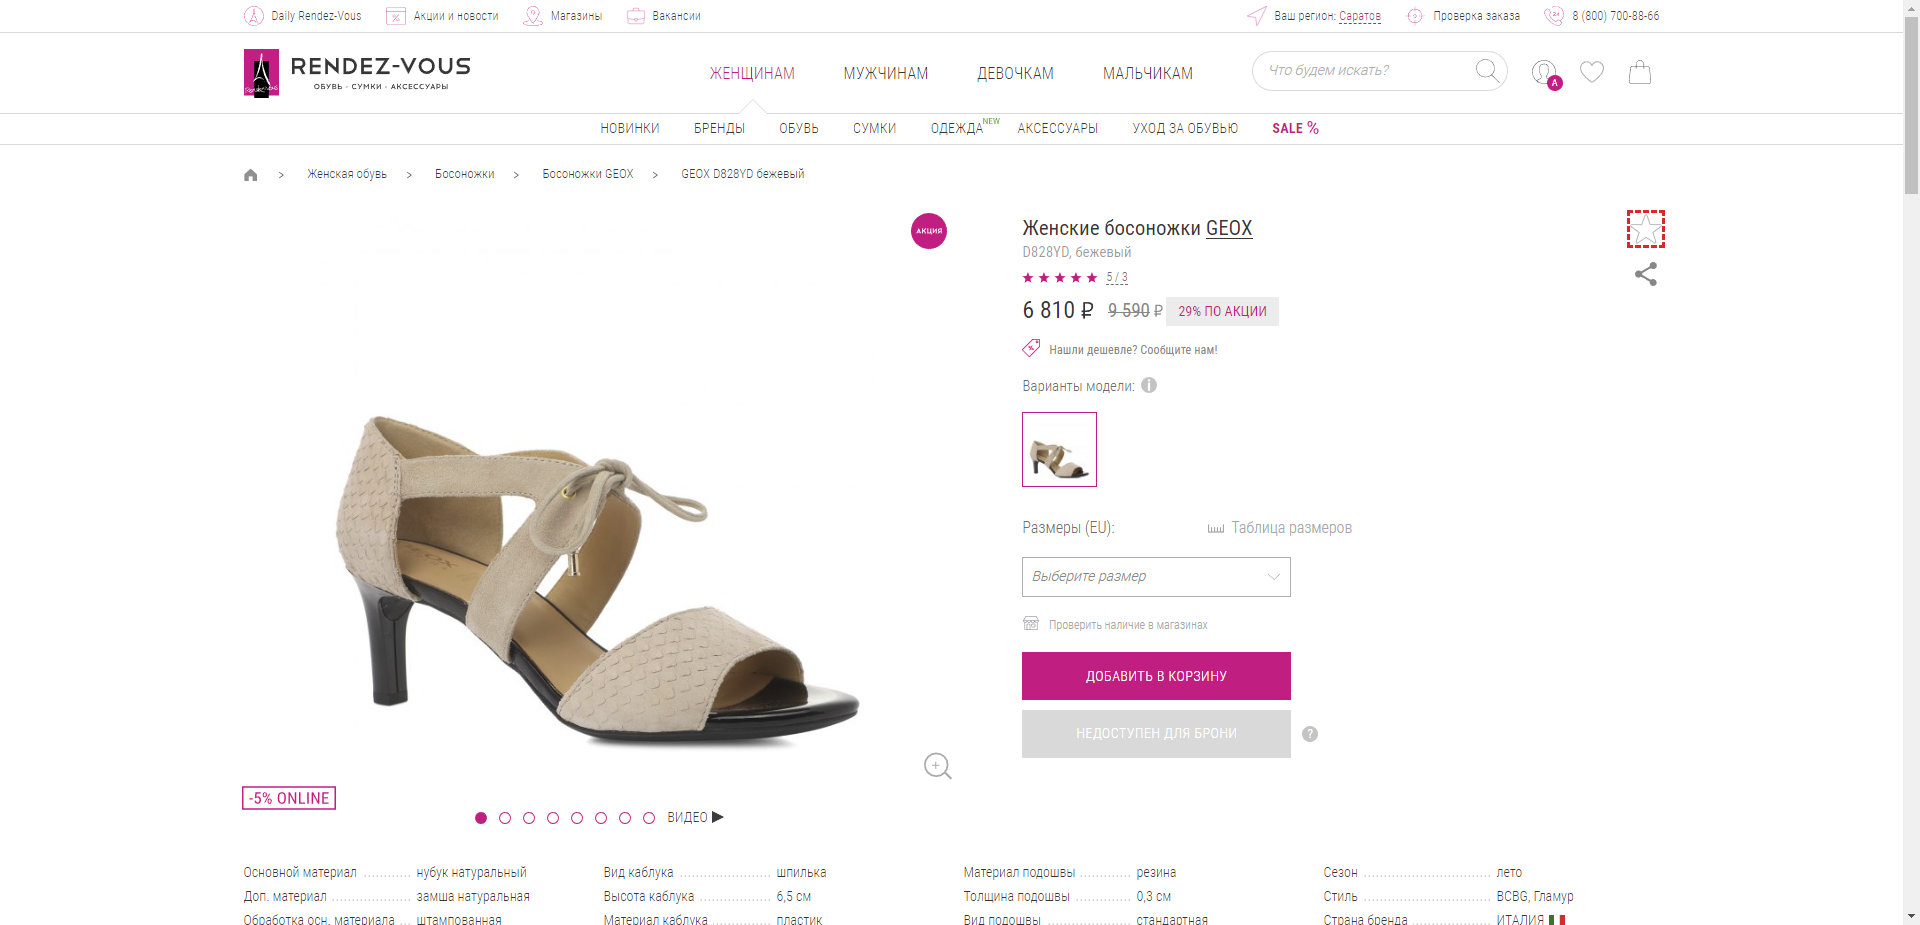 Daily Rendez-Vous Акции и новости Магазины Вакансии Ваш регион: Саратов Проверка заказа 8 (800) 700-88-66
RENDEZ-VOUS
ОБУВЬ · СУМКИ · АКСЕССУАРЫ
ЖЕНЩИНАМ МУЖЧИНАМ ДЕВОЧКАМ МАЛЬЧИКАМ Что будем искать? A
НОВИНКИ БРЕНДЫ ОБУВЬ СУМКИ ОДЕЖДА NEW АКСЕССУАРЫ УХОД ЗА ОБУВЬЮ SALE %
> Женская обувь > Босоножки > Босоножки GEOX > GEOX D828YD бежевый
АКЦИЯ
Женские босоножки GEOX
D828YD, бежевый
5 / 3
6 810 ₽ 9 590 ₽ 29% ПО АКЦИИ
Нашли дешевле? Сообщите нам!
Варианты модели:
Размеры (EU): Таблица размеров
Выберите размер
Проверить наличие в магазинах
ДОБАВИТЬ В КОРЗИНУ
НЕДОСТУПЕН ДЛЯ БРОНИ ?
-5% ONLINE
ВИДЕО
Основной материал нубук натуральный Вид каблука шпилька Материал подошвы резина Сезон лето
Доп. материал замша натуральная Высота каблука 6,5 см Толщина подошвы 0,3 см Стиль BCBG, Гламур
Обработка осн. материала штампованная Материал каблука пластик Вид подошвы стандартная Страна бренда ИТАЛИЯ